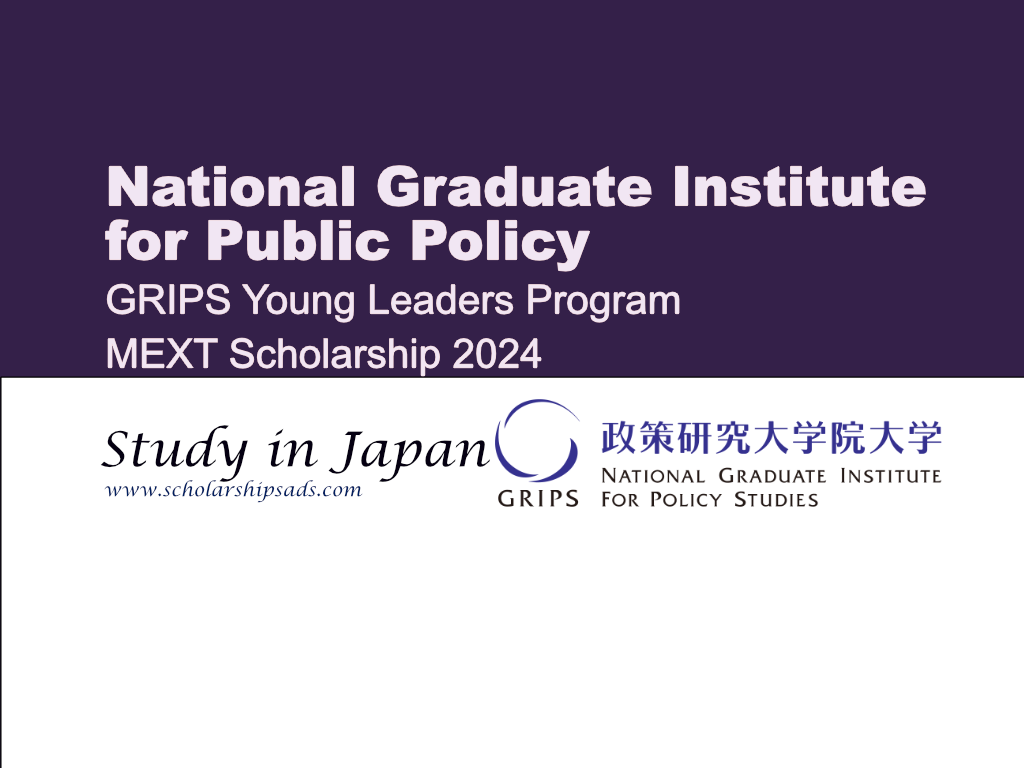 National Graduate Institute
for Public Policy
GRIPS Young Leaders Program
MEXT Scholarship 2024
Study in Japan
www.scholarshipsads.com
GRIPS
政策研究大学院大学
NATIONAL GRADUATE INSTITUTE
FOR POLICY STUDIES